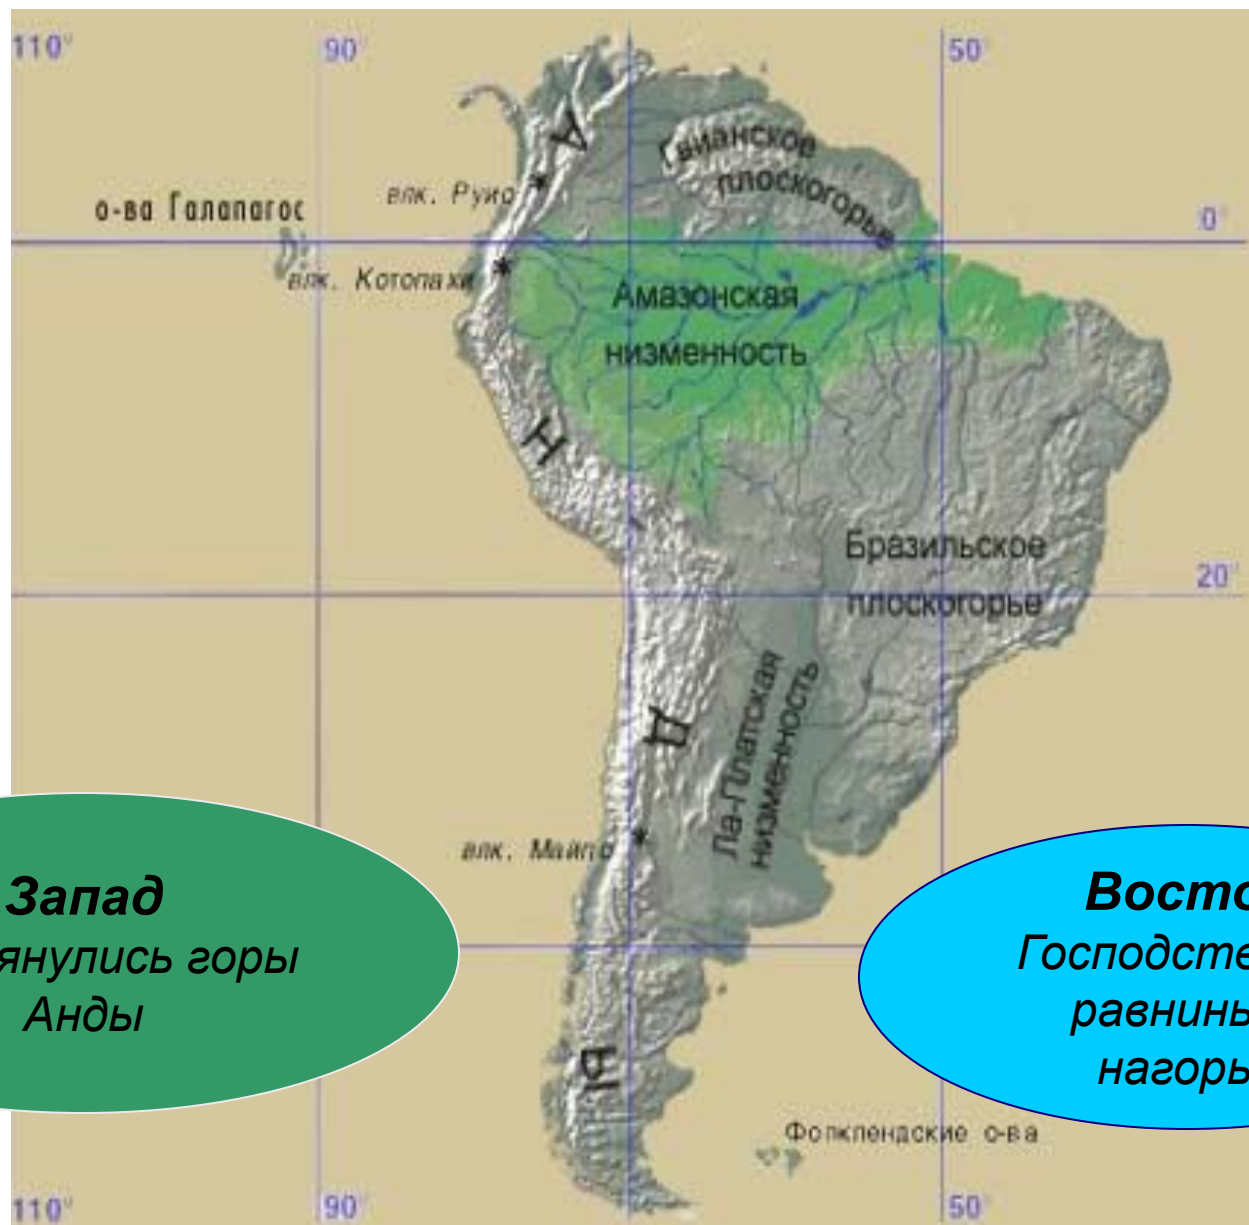 110°
90°
50°
А
Гвианское
плоскогорье
влк. Руис
о-ва Галапагос
0°
влк. Котопахи
Амазонская
низменность
Н
Бразильское
плоскогорье
20°
Д
Ла-Платская
низменность
влк. Майпо
Запад
янулись горы
Анды
Восто
Господств
равнины
нагорь
Ы
Фолклендские о-ва
110°
90°
50°